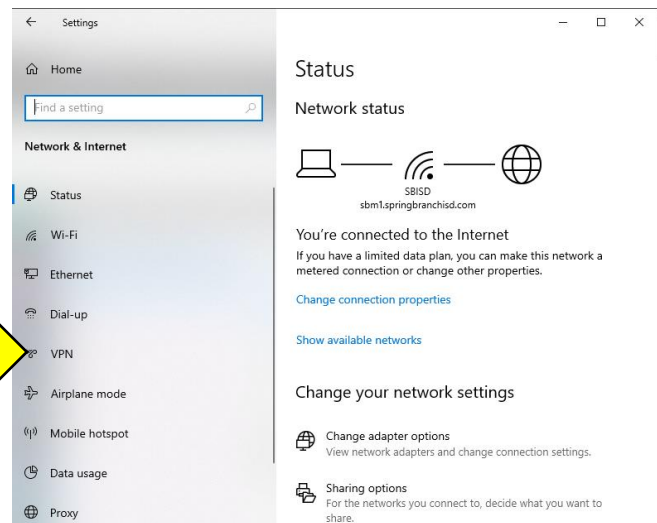 Settings
Home
Find a setting
Network & Internet
Status
Wi-Fi
Ethernet
Dial-up
VPN
Airplane mode
Mobile hotspot
Data usage
Proxy
Status
Network status
SBISD
sbm1.springbranchisd.com
You're connected to the Internet
If you have a limited data plan, you can make this network a
metered connection or change other properties.
Change connection properties
Show available networks
Change your network settings
Change adapter options
View network adapters and change connection settings.
Sharing options
For the networks you connect to, decide what you want to
share.